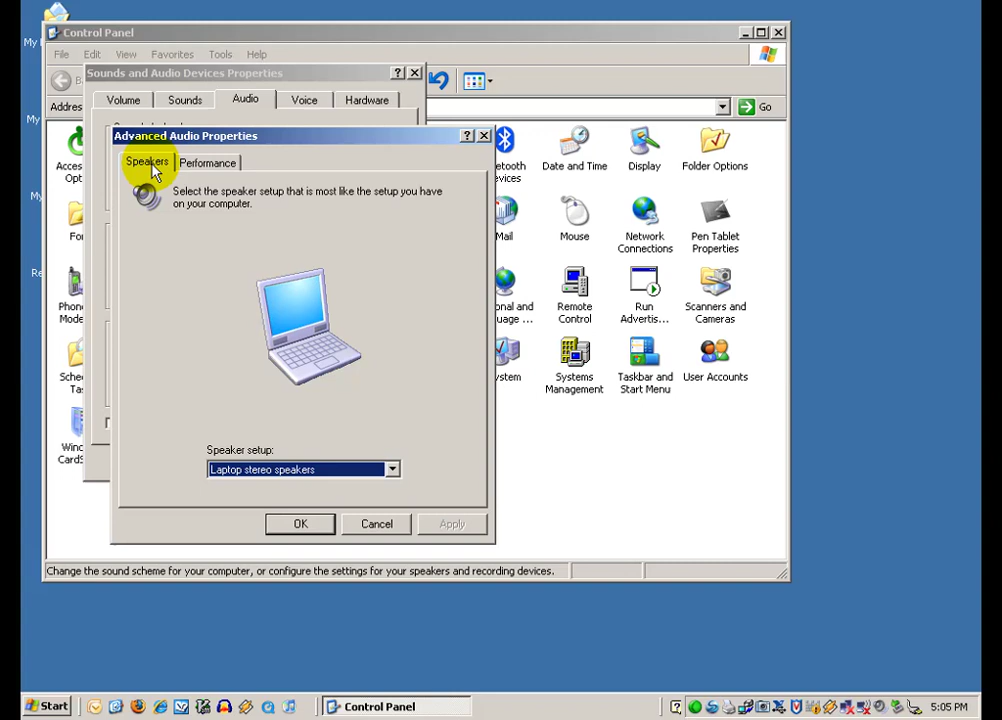 Control Panel
File Edit View Favorites Tools Help
Sounds and Audio Devices Properties
Volume Sounds Audio Voice Hardware
Go
Advanced Audio Properties
Speakers Performance
Select the speaker setup that is most like the setup you have
on your computer.
Speaker setup:
Laptop stereo speakers
OK Cancel Apply
Date and Time
Display
Folder Options
Mail
Mouse
Network
Connections
Pen Tablet
Properties
Remote
Control
Run
Advertis...
Scanners and
Cameras
Systems
Management
Taskbar and
Start Menu
User Accounts
Change the sound scheme for your computer, or configure the settings for your speakers and recording devices.
Start
Control Panel
5:05 PM